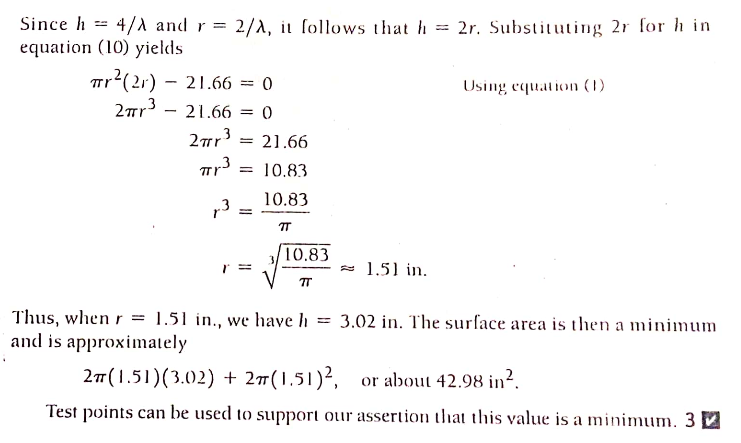 Since h = 4/λ and r = 2/λ, it follows that h = 2r. Substituting 2r for h in
equation (10) yields
πr²(2r) − 21.66 = 0 Using equation (1)
2πr³ − 21.66 = 0
2πr³ = 21.66
πr³ = 10.83
r³ = 10.83/π
r = ∛(10.83/π) ≈ 1.51 in.
Thus, when r = 1.51 in., we have h = 3.02 in. The surface area is then a minimum
and is approximately
2π(1.51)(3.02) + 2π(1.51)², or about 42.98 in².
Test points can be used to support our assertion that this value is a minimum. 3 ☑